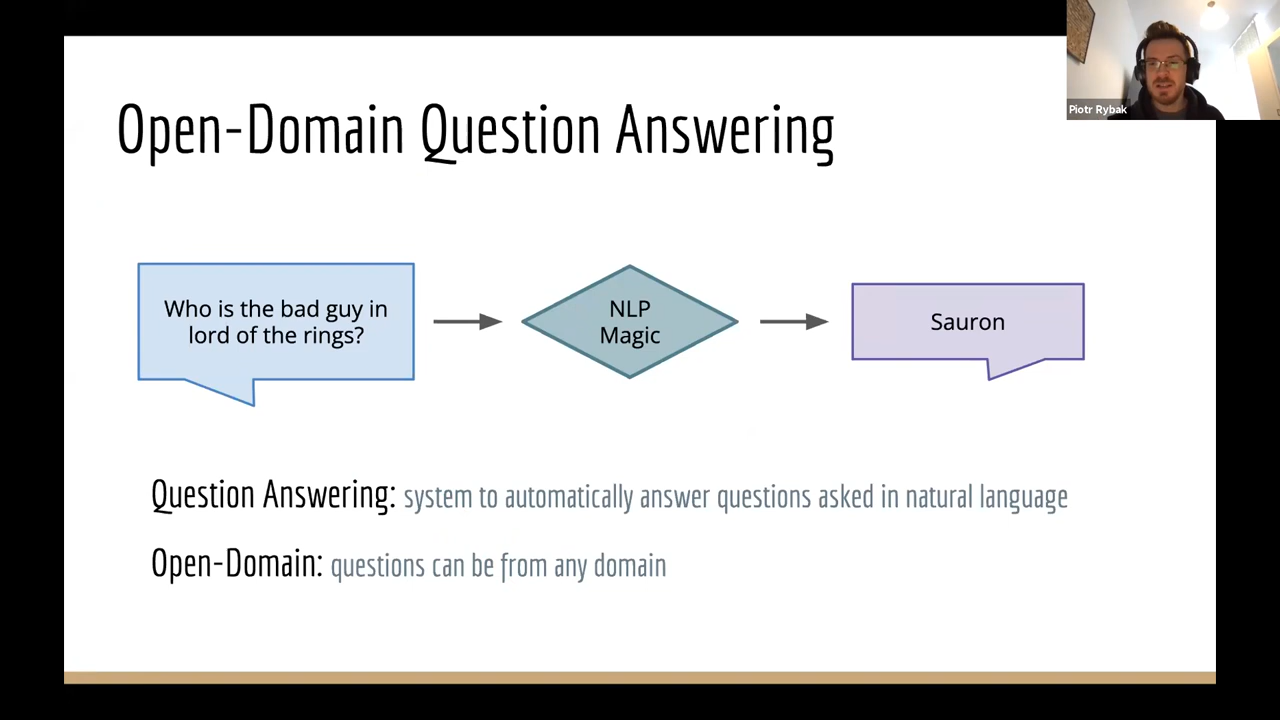 Piotr Rybak
Open-Domain Question Answering
Who is the bad guy in
lord of the rings?
NLP
Magic
Sauron
Question Answering: system to automatically answer questions asked in natural language
Open-Domain: questions can be from any domain